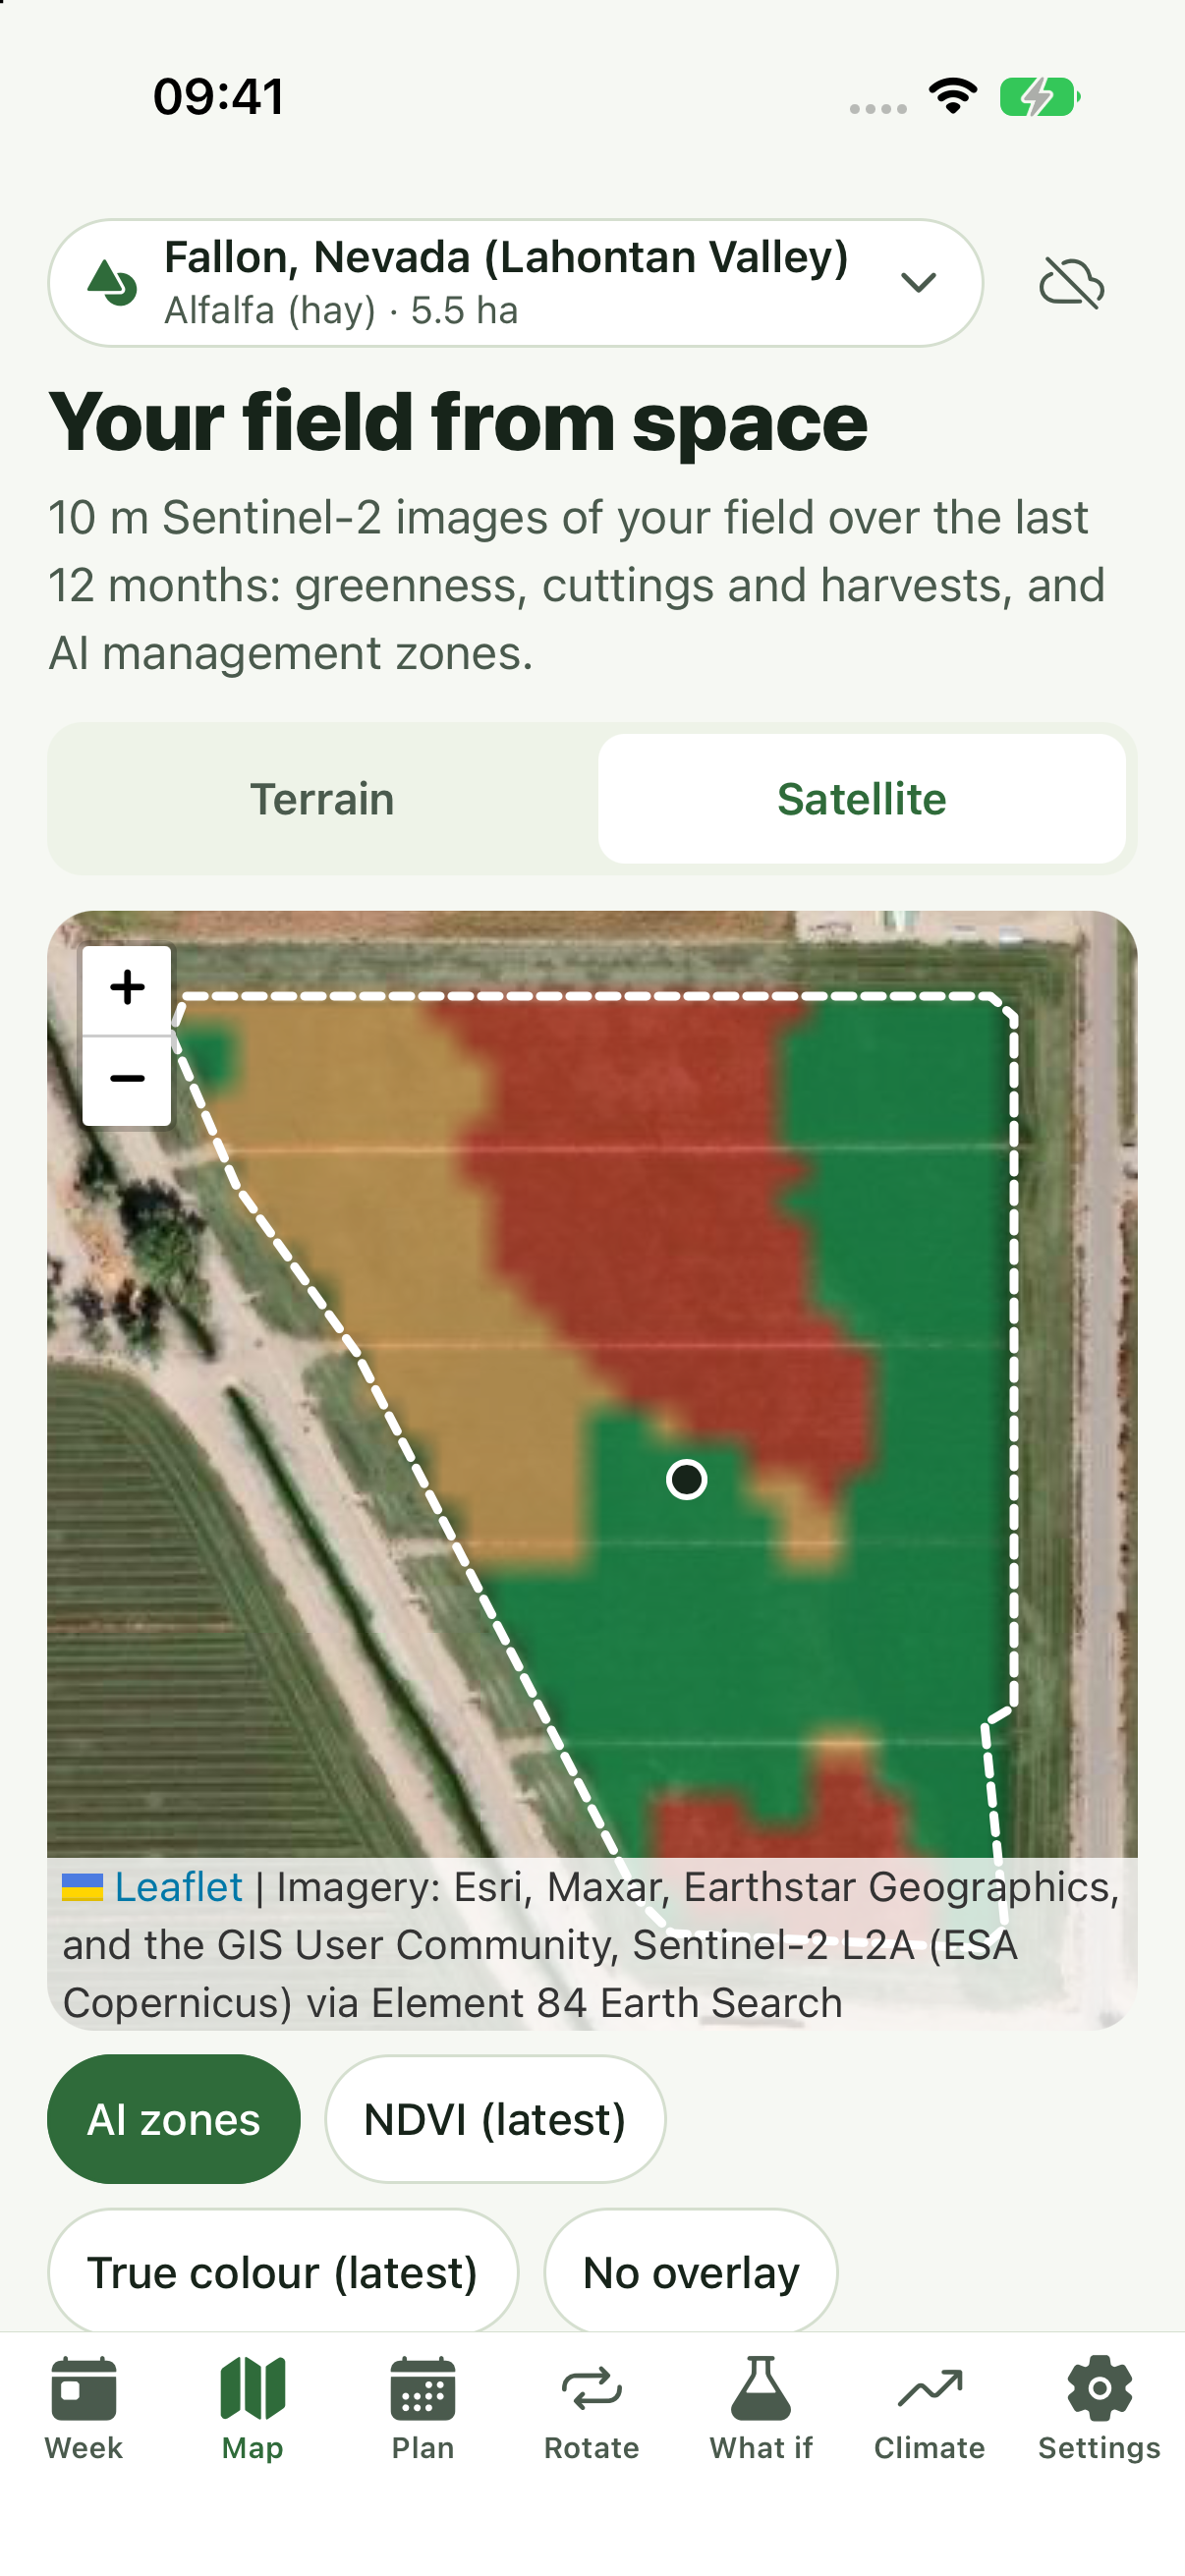 09:41
Fallon, Nevada (Lahontan Valley)
Alfalfa (hay) · 5.5 ha
Your field from space
10 m Sentinel-2 images of your field over the last
12 months: greenness, cuttings and harvests, and
AI management zones.
Terrain
Satellite
+
−
Leaflet | Imagery: Esri, Maxar, Earthstar Geographics,
and the GIS User Community, Sentinel-2 L2A (ESA
Copernicus) via Element 84 Earth Search
AI zones
NDVI (latest)
True colour (latest)
No overlay
Week
Map
Plan
Rotate
What if
Climate
Settings